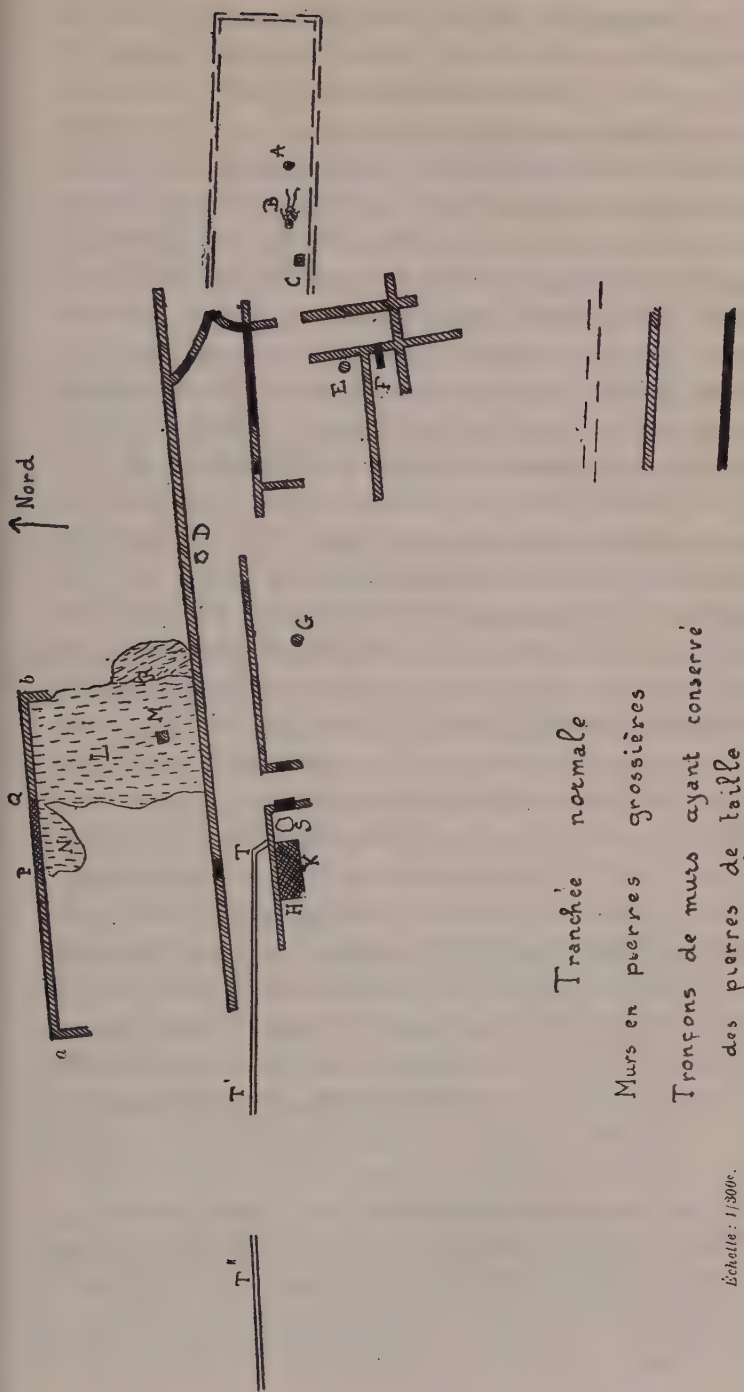 Nord
A
B
C
E
F
D
G
b
Q
P
L
M
N
R
a
T
S
H
K
T'
T"
Tranchée normale
Murs en pierres grossières
Tronçons de murs ayant conservé
des pierres de taille
Échelle : 1/300e.